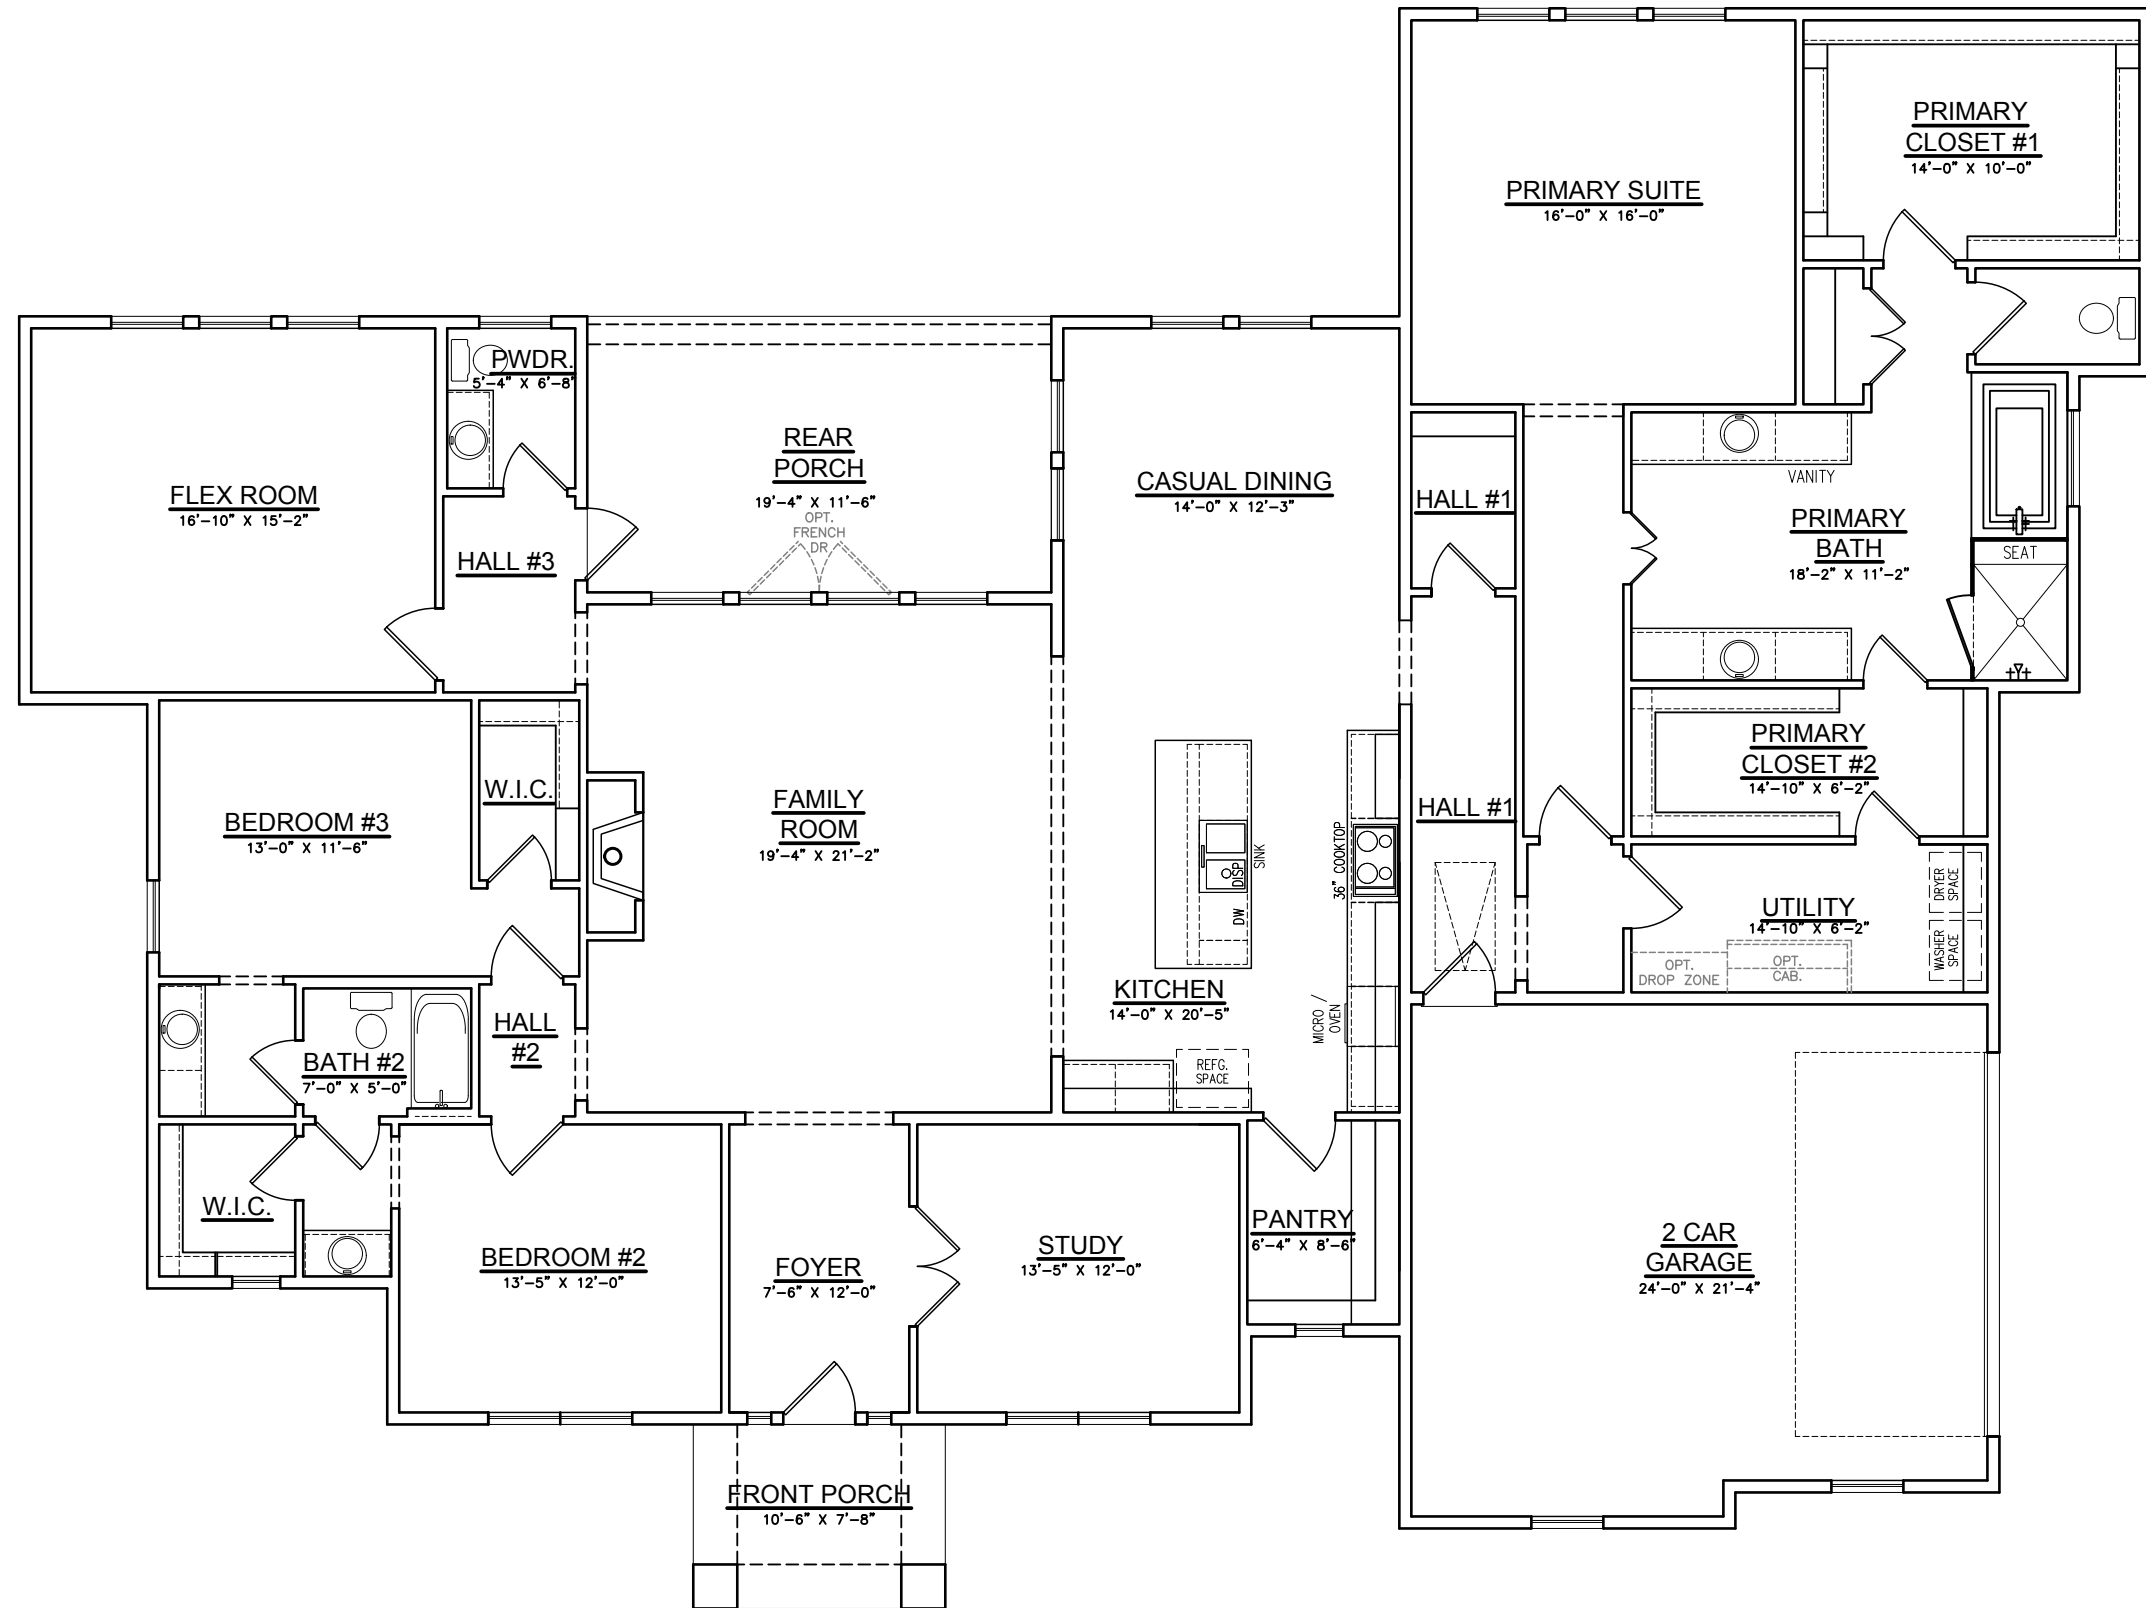 PRIMARY
CLOSET #1
14'-0" X 10'-0"
PRIMARY SUITE
16'-0" X 16'-0"
PWDR.
5'-4" X 6'-8"
REAR
PORCH
19'-4" X 11'-6"
OPT.
FRENCH
DR
CASUAL DINING
14'-0" X 12'-3"
FLEX ROOM
16'-10" X 15'-2"
HALL #3
HALL #1
VANITY
PRIMARY
BATH
18'-2" X 11'-2"
SEAT
PRIMARY
CLOSET #2
14'-10" X 6'-2"
W.I.C.
BEDROOM #3
13'-0" X 11'-6"
FAMILY
ROOM
19'-4" X 21'-2"
SINK
DISP
DW
36" COOKTOP
HALL #1
UTILITY
14'-10" X 6'-2"
DRYER
SPACE
WASHER
SPACE
OPT.
DROP ZONE
OPT.
CAB.
KITCHEN
14'-0" X 20'-5"
MICRO /
OVEN
REFG.
SPACE
HALL
#2
BATH #2
7'-0" X 5'-0"
W.I.C.
BEDROOM #2
13'-5" X 12'-0"
FOYER
7'-6" X 12'-0"
STUDY
13'-5" X 12'-0"
PANTRY
6'-4" X 8'-6"
2 CAR
GARAGE
24'-0" X 21'-4"
FRONT PORCH
10'-6" X 7'-8"